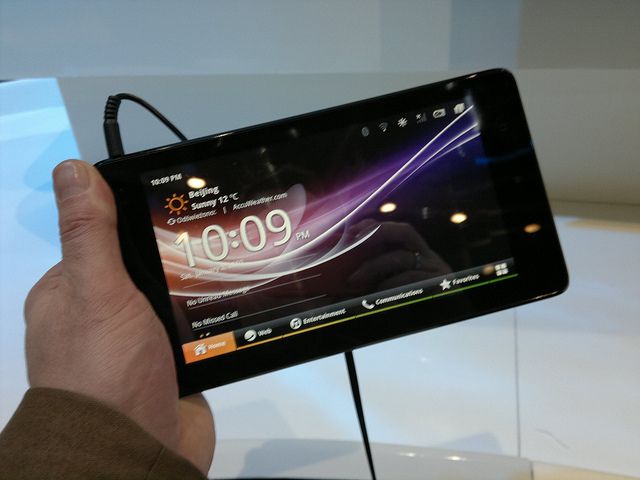 10:09 PM
Beijing
Sunny 12 °C
Odświeżono: | AccuWeather.com
10:09 PM
No Unread Message
No Missed Call
Home Web Entertainment Communications Favorites